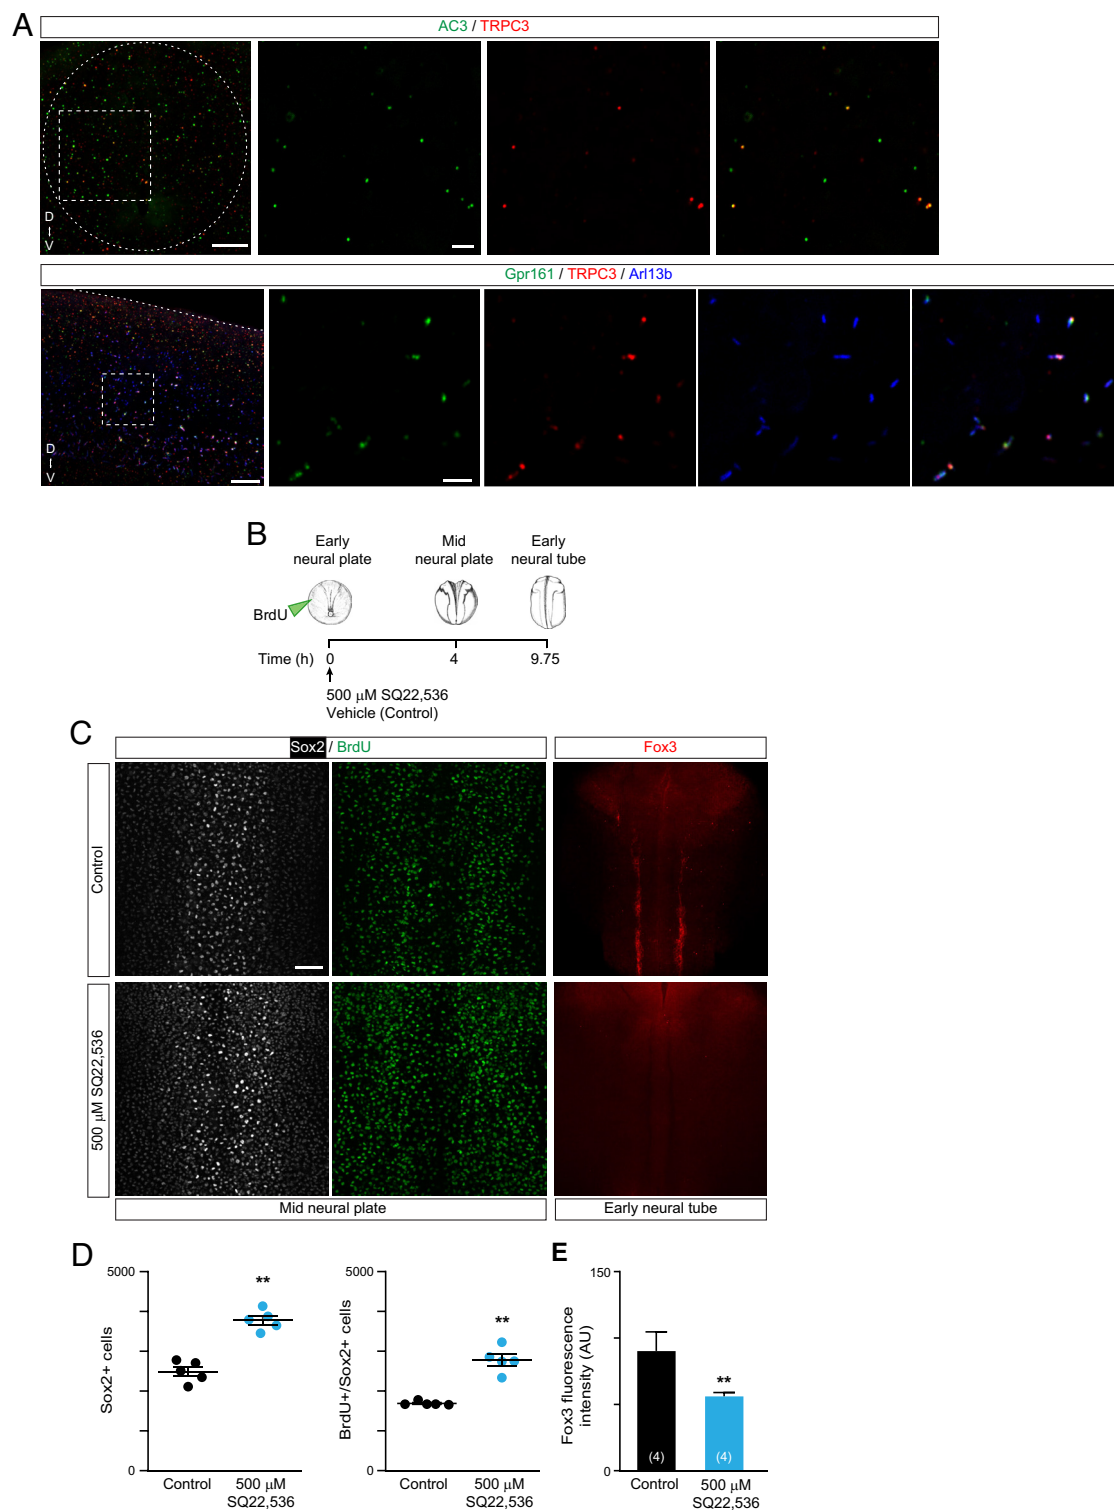 A
AC3 / TRPC3
D
V
Gpr161 / TRPC3 / Arl13b
D
V
B
Early
neural plate
Mid
neural plate
Early
neural tube
BrdU
Time (h)
0
4
9.75
500 µM SQ22,536
Vehicle (Control)
C
Sox2 / BrdU
Fox3
Control
500 µM SQ22,536
Mid neural plate
Early neural tube
D
Sox2+ cells
5000
0
**
Control
500 µM
SQ22,536
BrdU+/Sox2+ cells
5000
0
**
Control
500 µM
SQ22,536
E
Fox3 fluorescence
intensity (AU)
150
0
**
(4)
(4)
Control
500 µM
SQ22,536